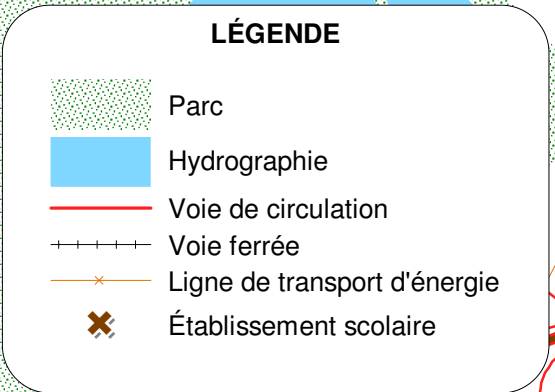 LÉGENDE
Parc
Hydrographie
Voie de circulation
Voie ferrée
Ligne de transport d'énergie
Établissement scolaire